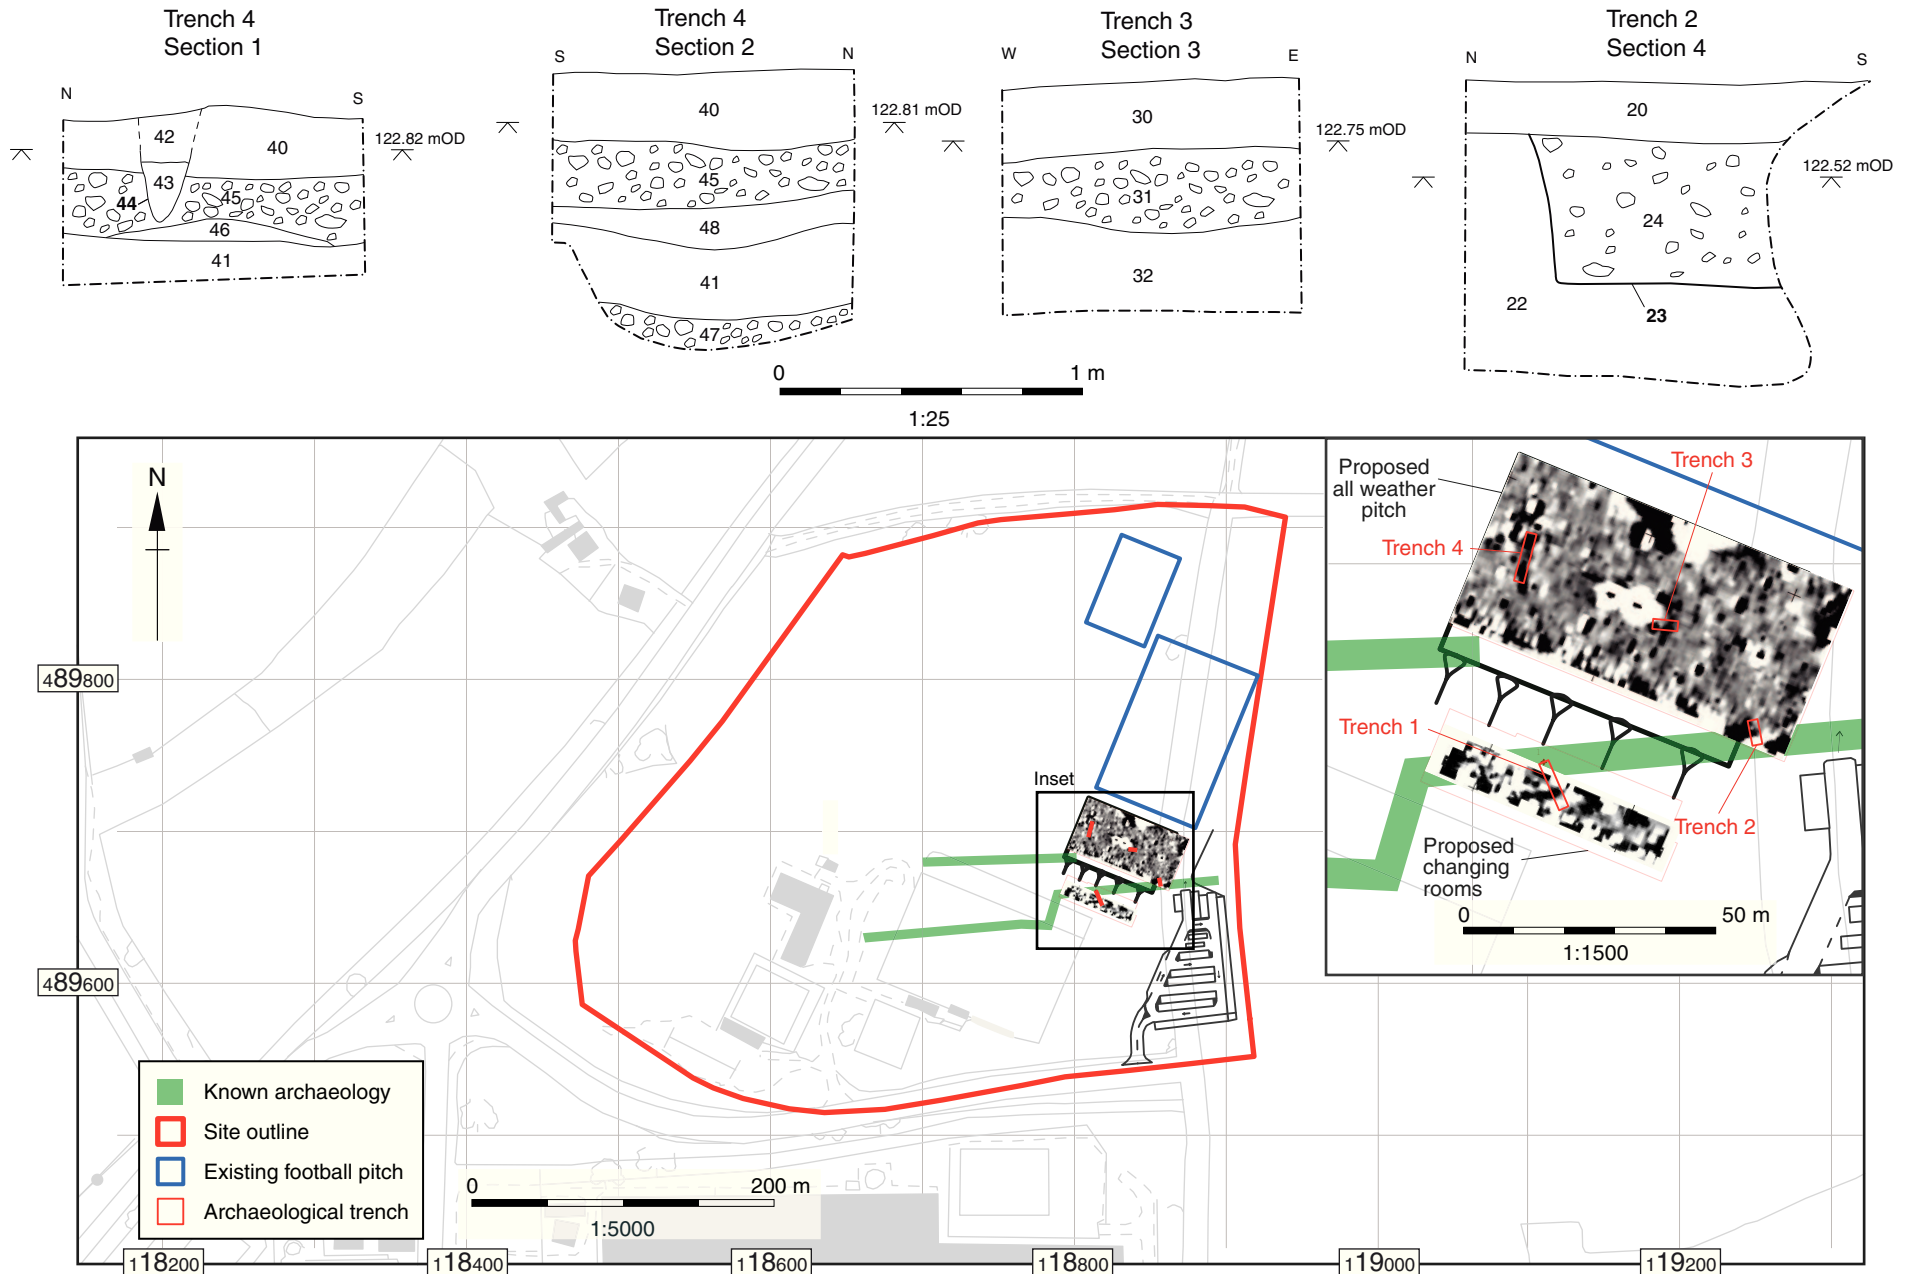 Trench 4
Section 1
N
S
42
40
43
44
45
46
41
122.82 mOD
Trench 4
Section 2
S
N
40
45
48
41
47
122.81 mOD
Trench 3
Section 3
W
E
30
31
32
122.75 mOD
Trench 2
Section 4
N
S
20
24
22
23
122.52 mOD
0
1 m
1:25
N
489800
489600
Inset
Known archaeology
Site outline
Existing football pitch
Archaeological trench
0
200 m
1:5000
118200
118400
118600
118800
119000
119200
Proposed
all weather
pitch
Trench 3
Trench 4
Trench 1
Trench 2
Proposed
changing
rooms
0
50 m
1:1500